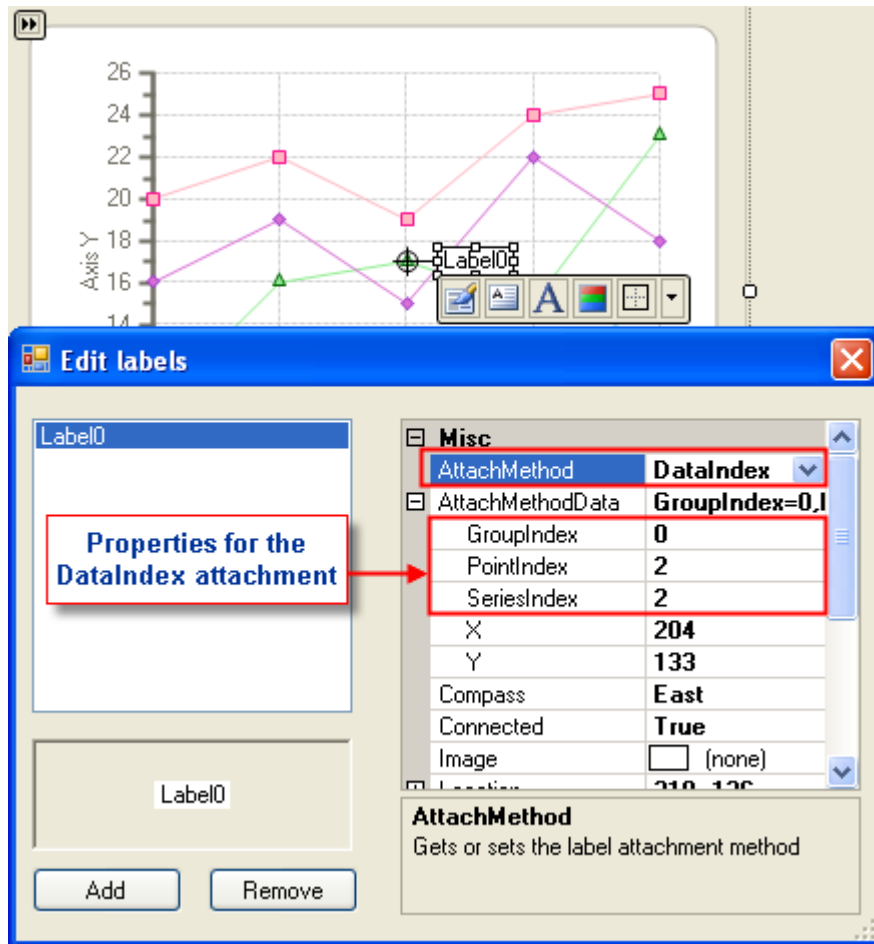 26
24
22
20
18
16
14
Axis Y
Label0
A
Edit labels
Label0
Properties for the
DataIndex attachment
Label0
Add Remove
Misc
AttachMethod DataIndex
AttachMethodData GroupIndex=0,I
GroupIndex 0
PointIndex 2
SeriesIndex 2
X 204
Y 133
Compass East
Connected True
Image (none)
AttachMethod
Gets or sets the label attachment method